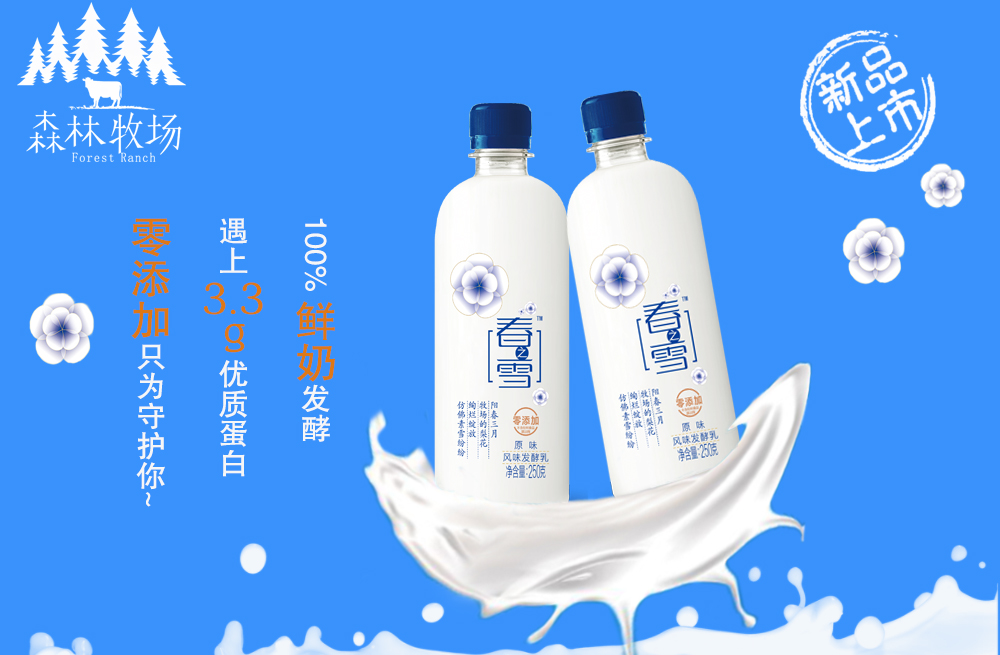 森林牧场
Forest Ranch
新品
上市
100%鲜奶发酵
遇上3.3g优质蛋白
零添加只为守护你~
春之雪
TM
阳春三月……
牧场的梨花……
绚烂绽放……
仿佛素雪纷纷
零添加
原味
风味发酵乳
净含量:250克
春之雪
TM
阳春三月……
牧场的梨花……
绚烂绽放……
仿佛素雪纷纷
零添加
原味
风味发酵乳
净含量:250克